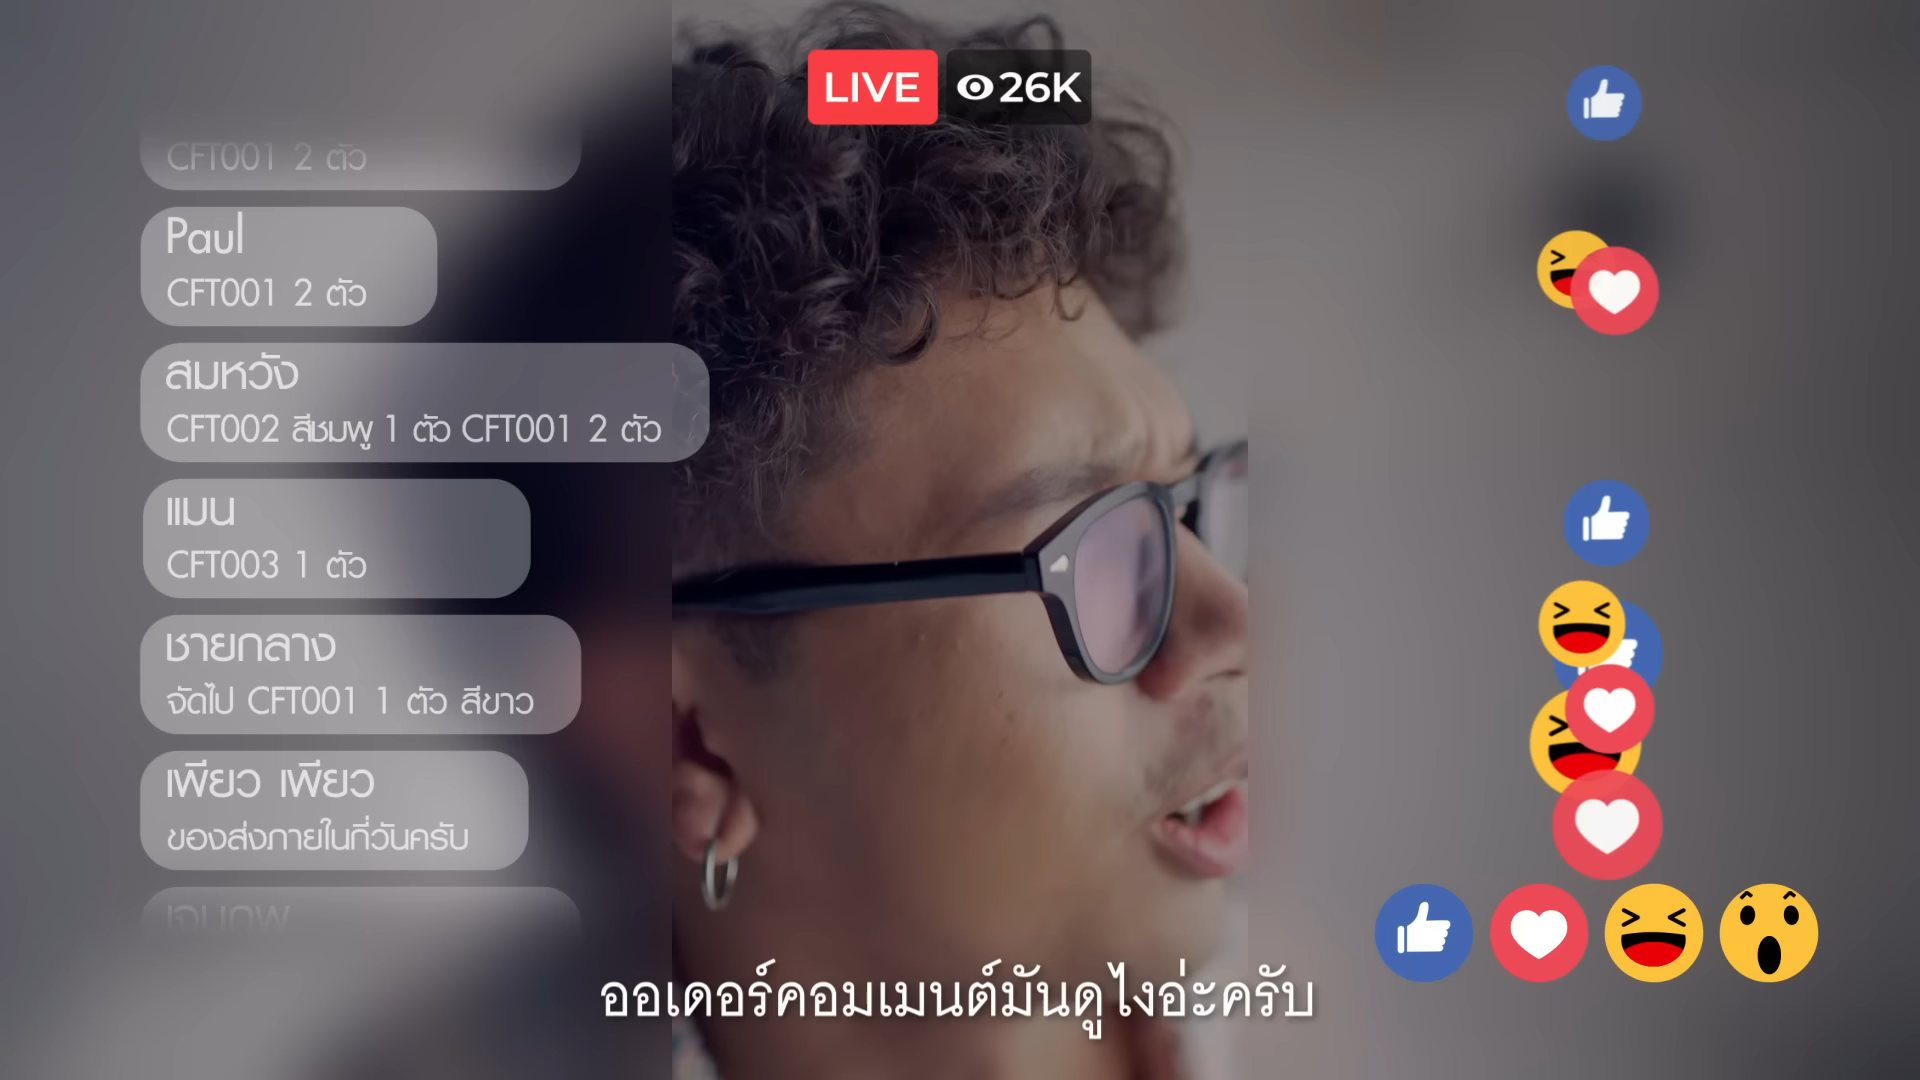 LIVE 26K
CFT001 2 ตัว
Paul
CFT001 2 ตัว
สมหวัง
CFT002 สีชมพู 1 ตัว CFT001 2 ตัว
แมน
CFT003 1 ตัว
ชายกลาง
จัดไป CFT001 1 ตัว สีขาว
เพียว เพียว
ของส่งภายในกี่วันครับ
เจนภพ
ออเดอร์คอมเมนต์มันดูไงอ่ะครับ